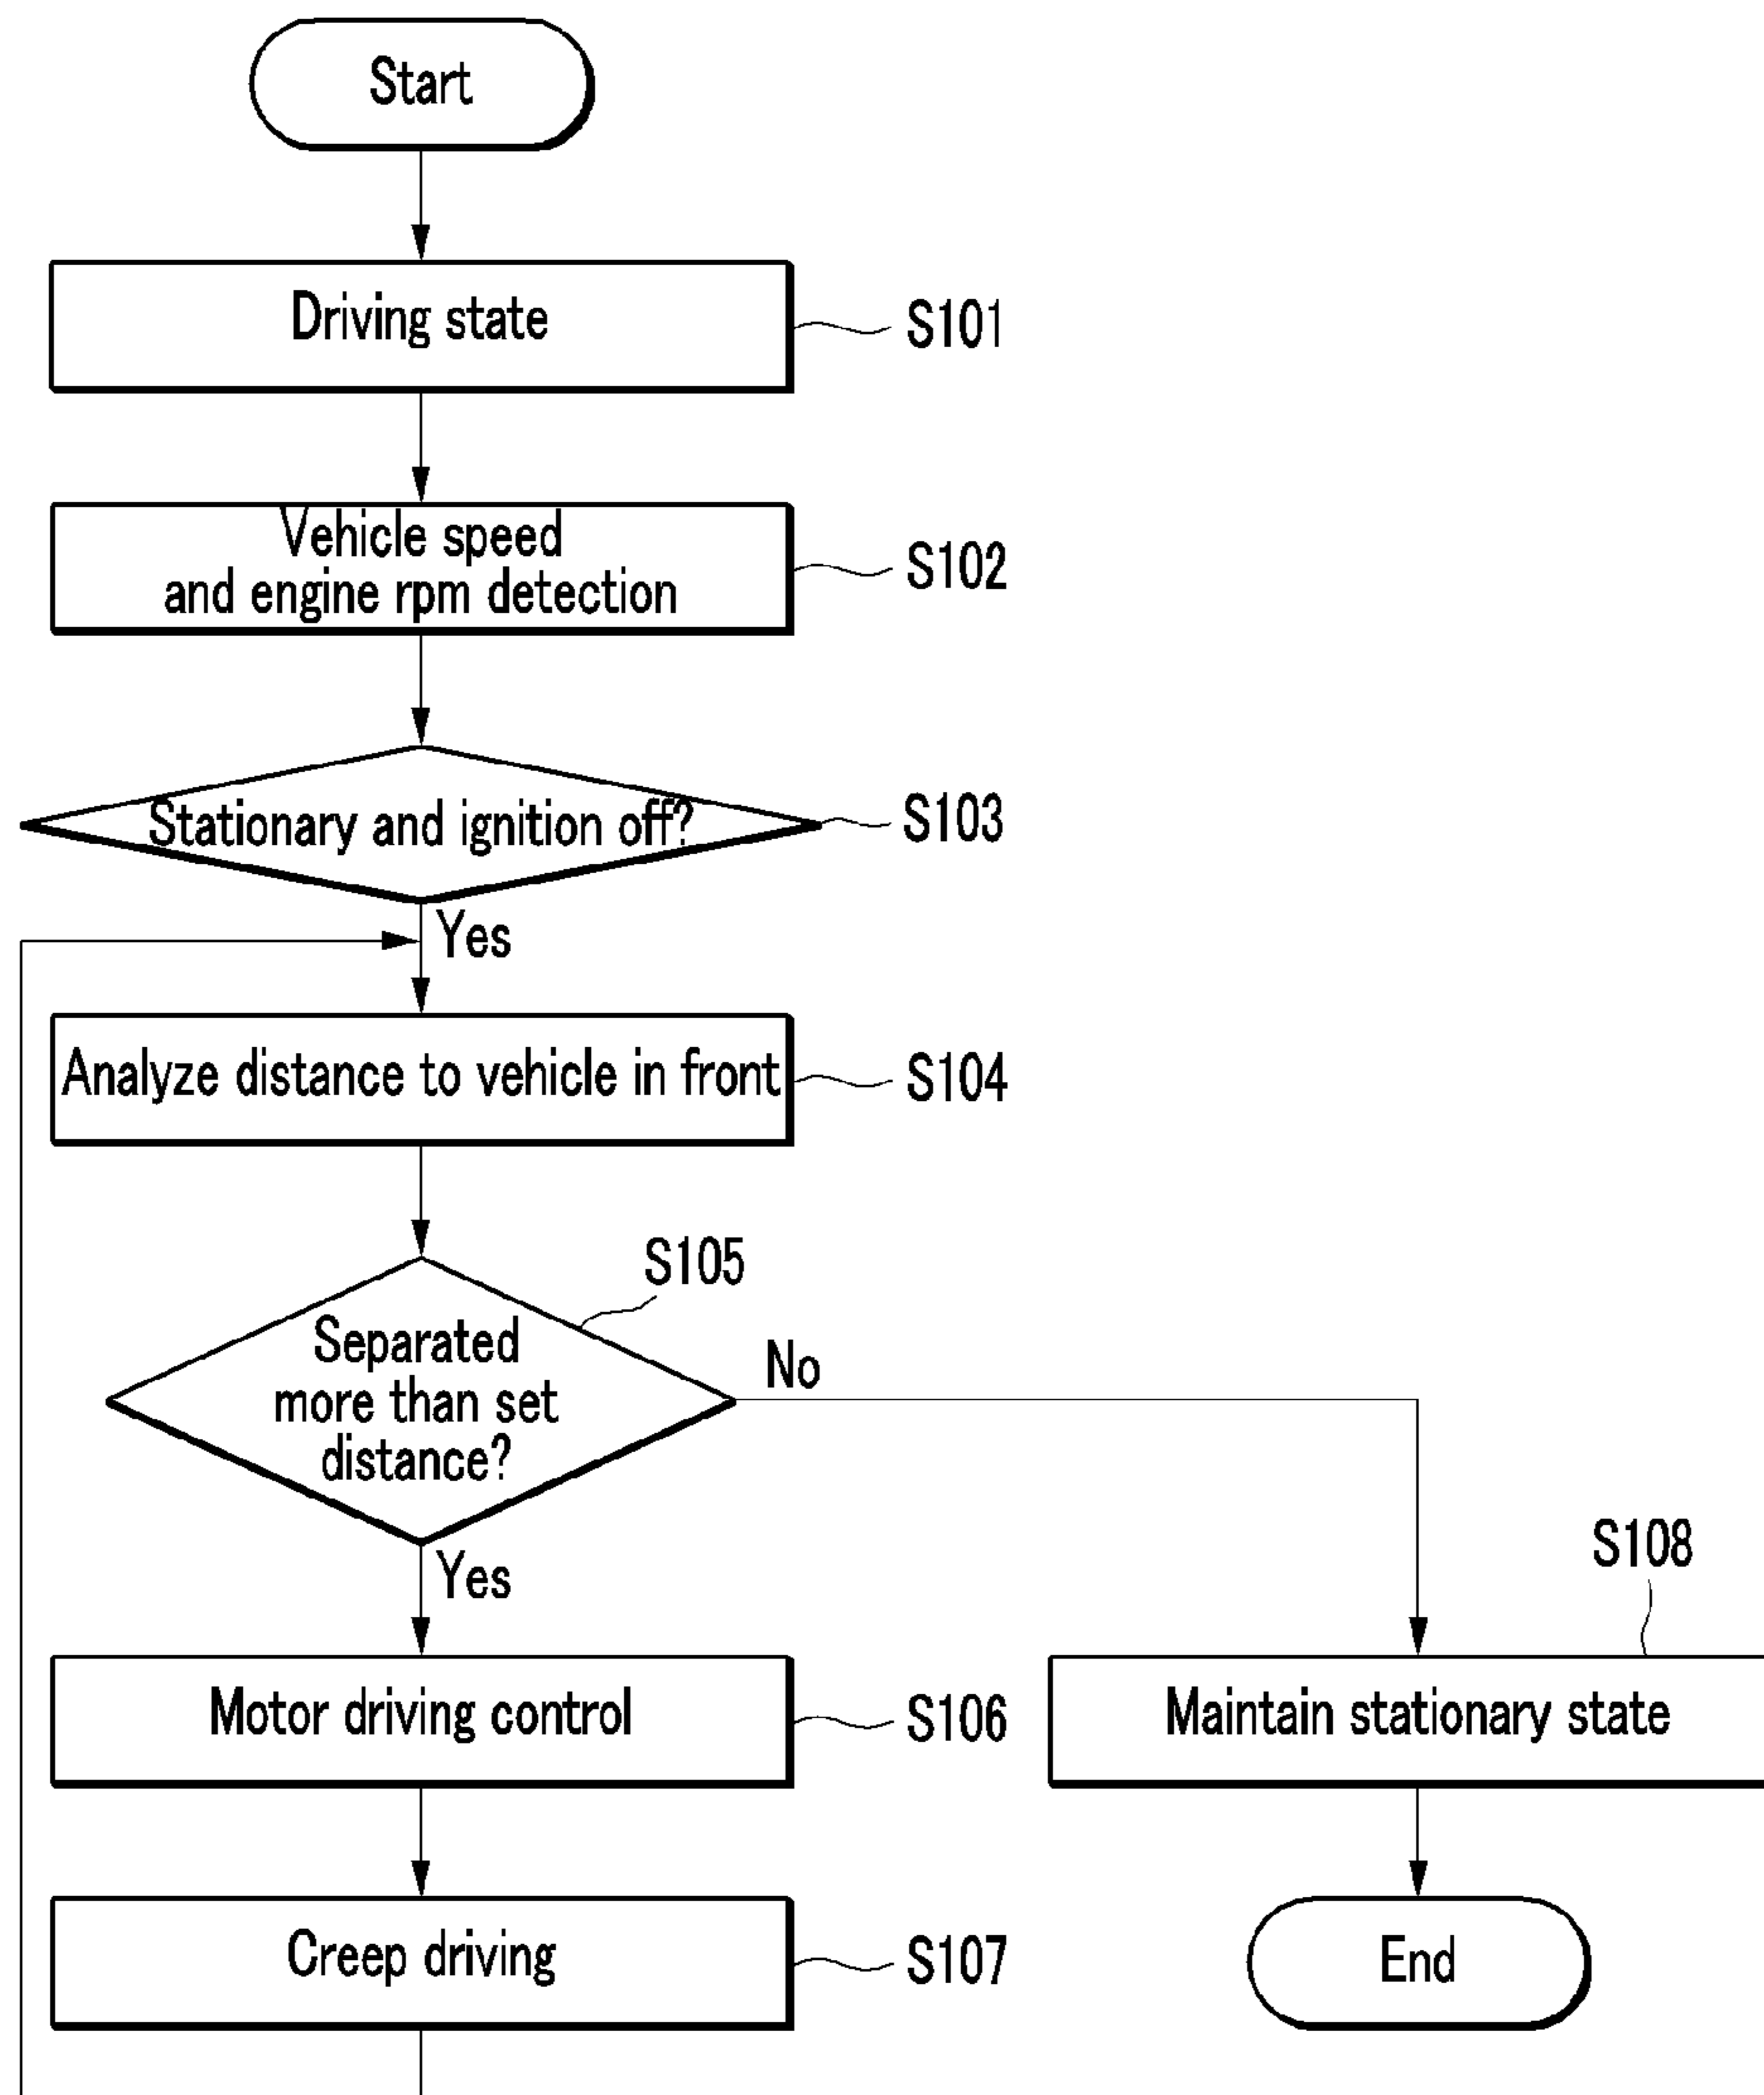 Start
Driving state
S101
Vehicle speed
and engine rpm detection
S102
Stationary and ignition off?
S103
Yes
Analyze distance to vehicle in front
S104
S105
Separated
more than set
distance?
No
Yes
S108
Motor driving control
S106
Maintain stationary state
Creep driving
S107
End